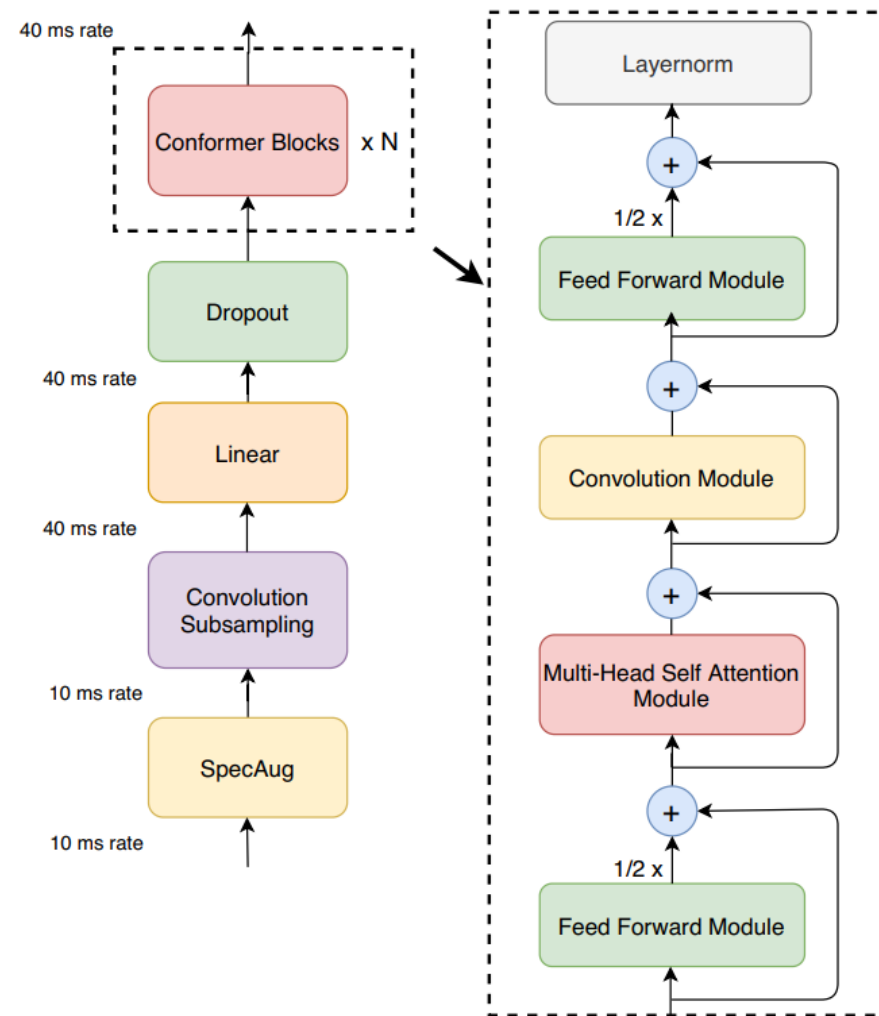 40 ms rate
Conformer Blocks
x N
Dropout
40 ms rate
Linear
40 ms rate
Convolution
Subsampling
10 ms rate
SpecAug
10 ms rate
Layernorm
+
1/2 x
Feed Forward Module
+
Convolution Module
+
Multi-Head Self Attention
Module
+
1/2 x
Feed Forward Module